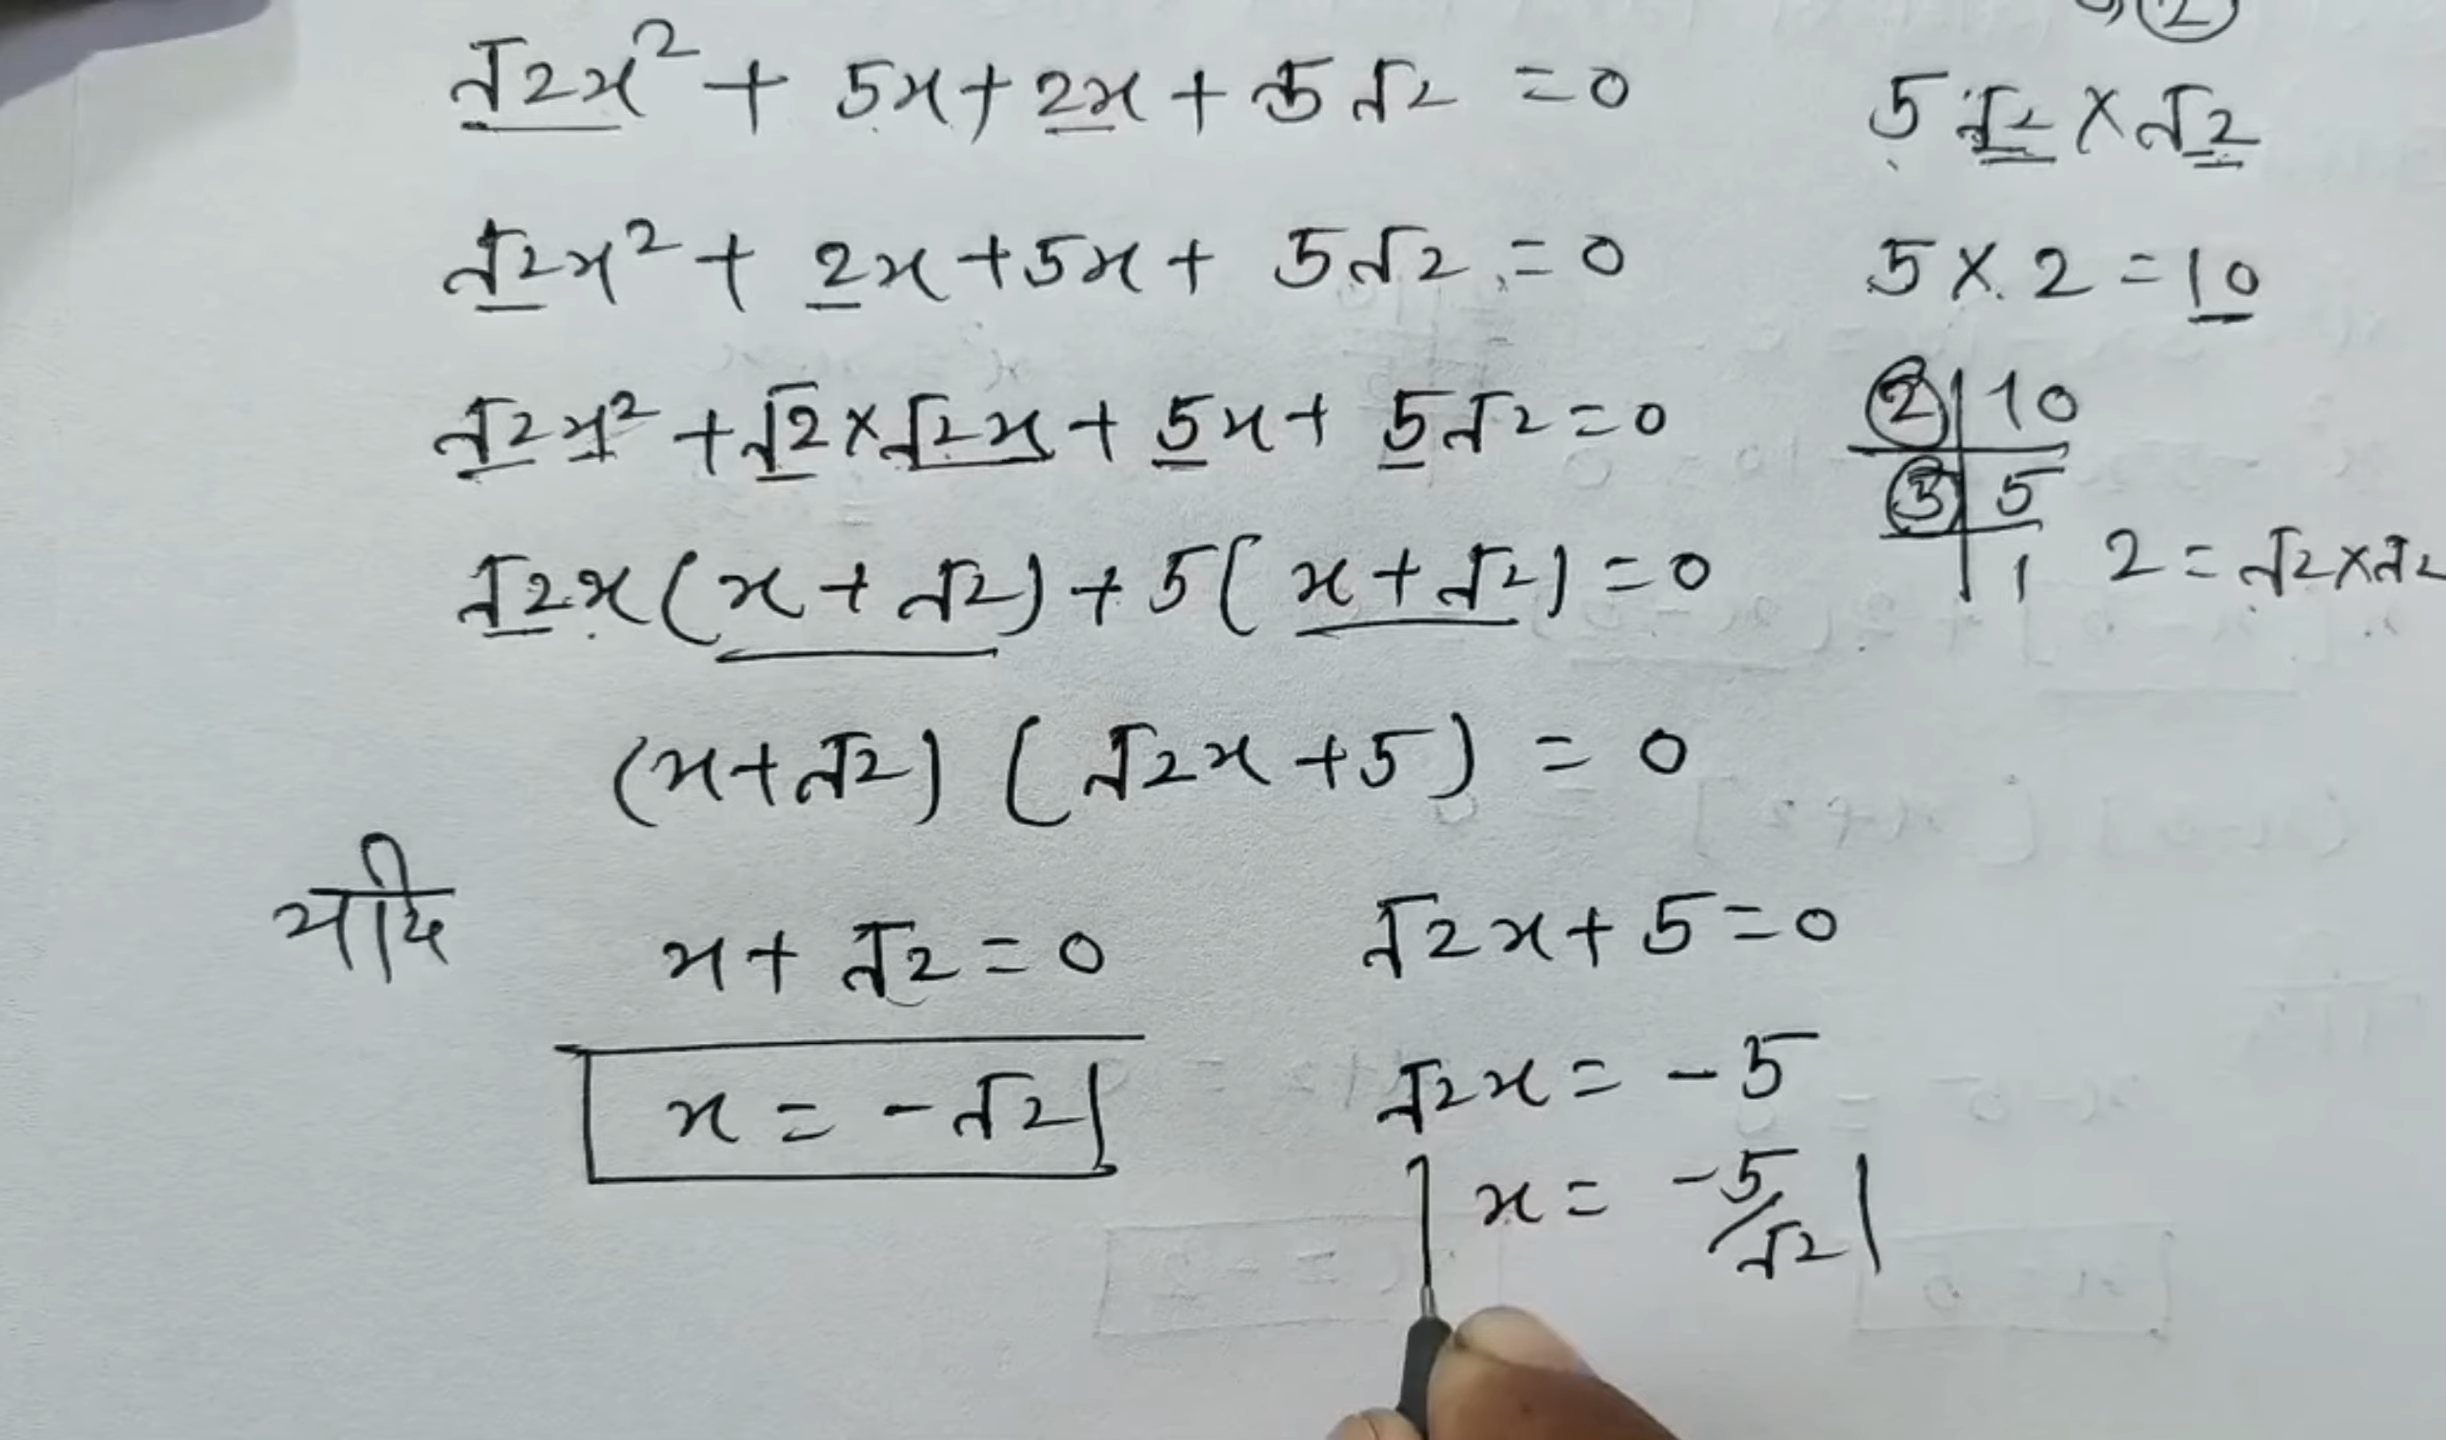 √2x² + 5x + 2x + 5√2 = 0
√2x² + 2x + 5x + 5√2 = 0
√2x² + √2 × √2x + 5x + 5√2 = 0
√2x (x + √2) + 5 (x + √2) = 0
(x + √2) (√2x + 5) = 0
यदि x + √2 = 0
x = -√2
√2x + 5 = 0
√2x = -5
x = -5/√2
2
5√2 × √2
5 × 2 = 10
2 | 10
5 | 5
| 1
2 = √2 × √2